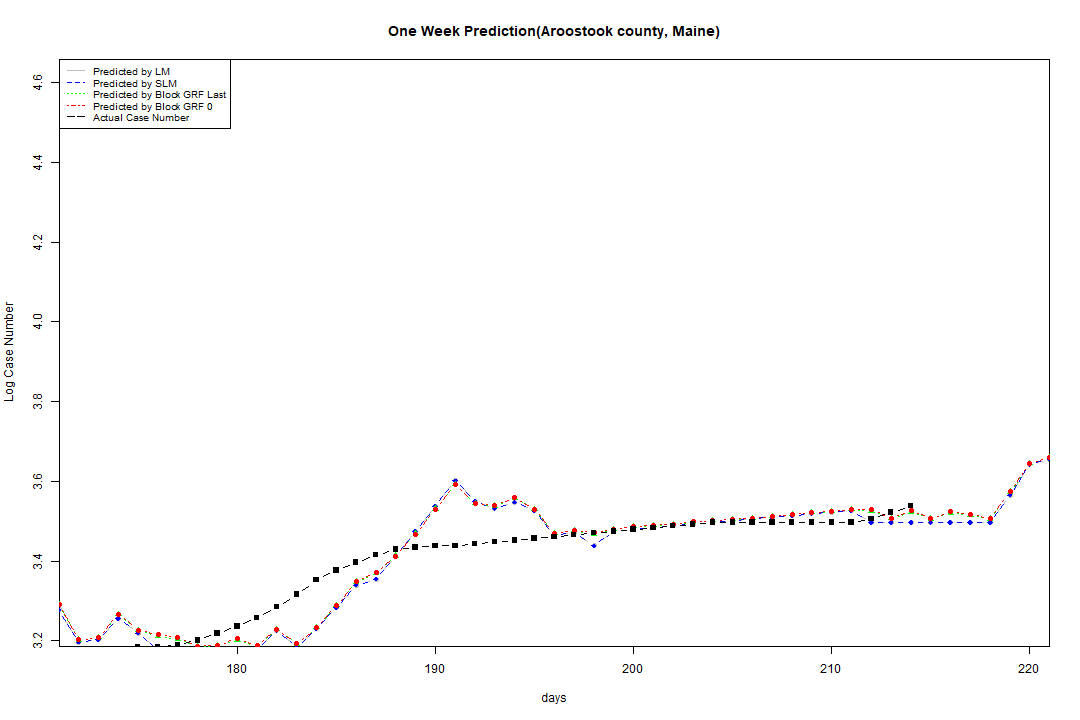 One Week Prediction(Aroostook county, Maine)
Predicted by LM
Predicted by SLM
Predicted by Block GRF Last
Predicted by Block GRF 0
Actual Case Number
Log Case Number
4.6
4.4
4.2
4.0
3.8
3.6
3.4
3.2
180 190 200 210 220
days